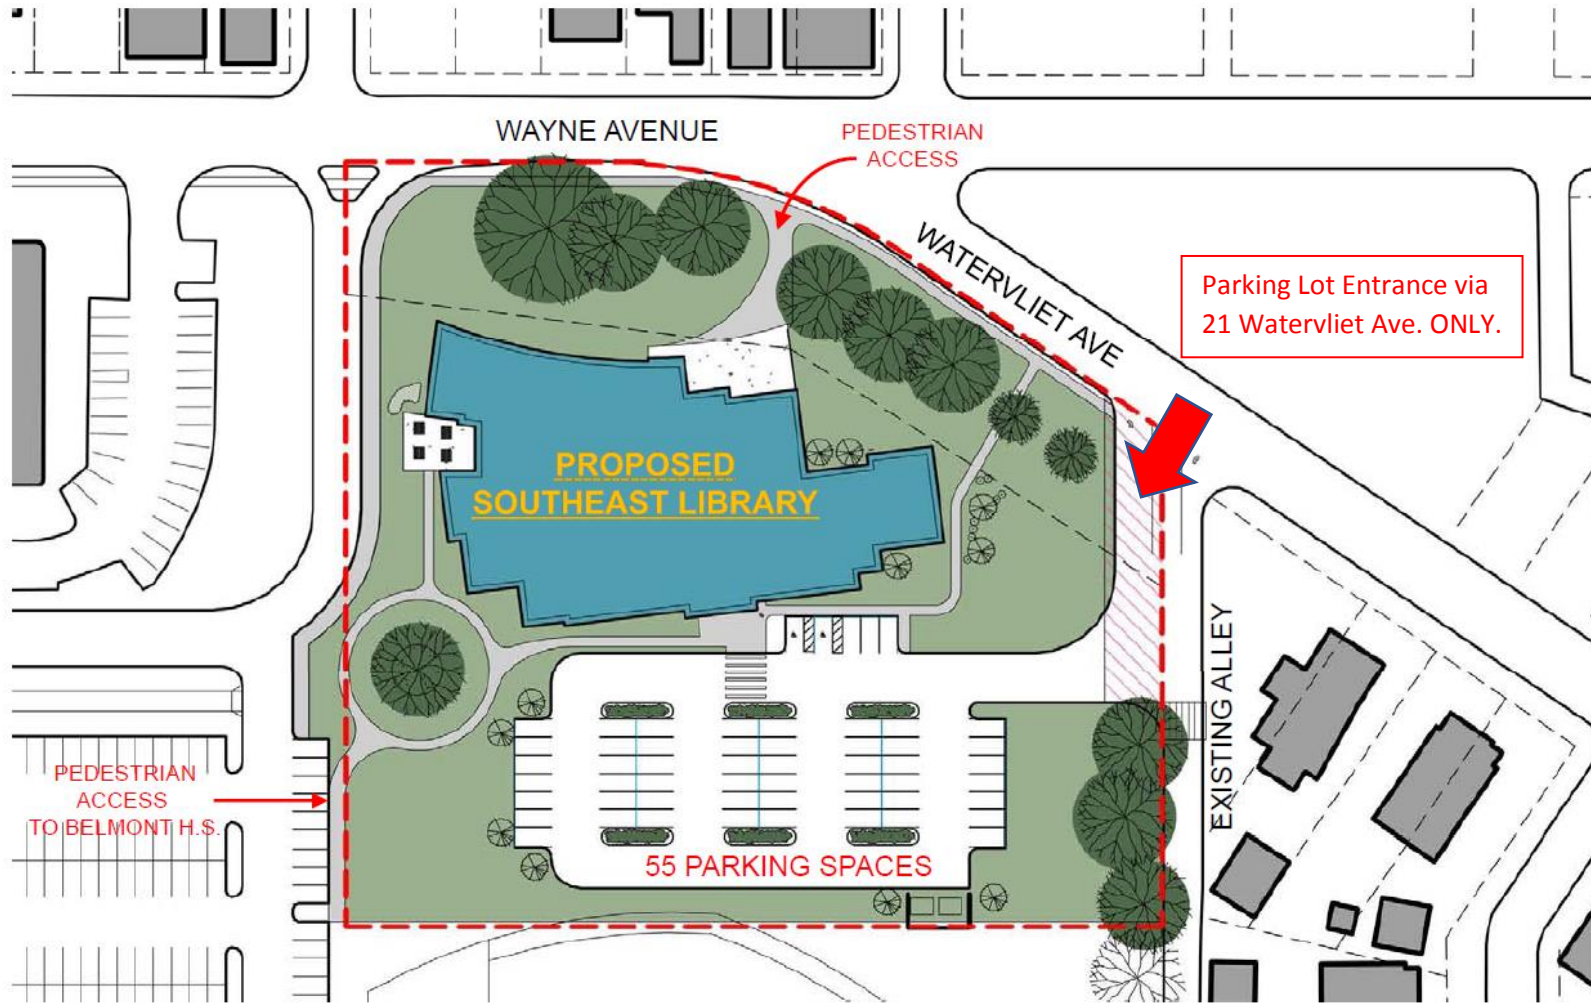 WAYNE AVENUE
PEDESTRIAN
ACCESS
WATERVLIET AVE
Parking Lot Entrance via
21 Watervliet Ave. ONLY.
PROPOSED
SOUTHEAST LIBRARY
EXISTING ALLEY
PEDESTRIAN
ACCESS
TO BELMONT H.S.
55 PARKING SPACES